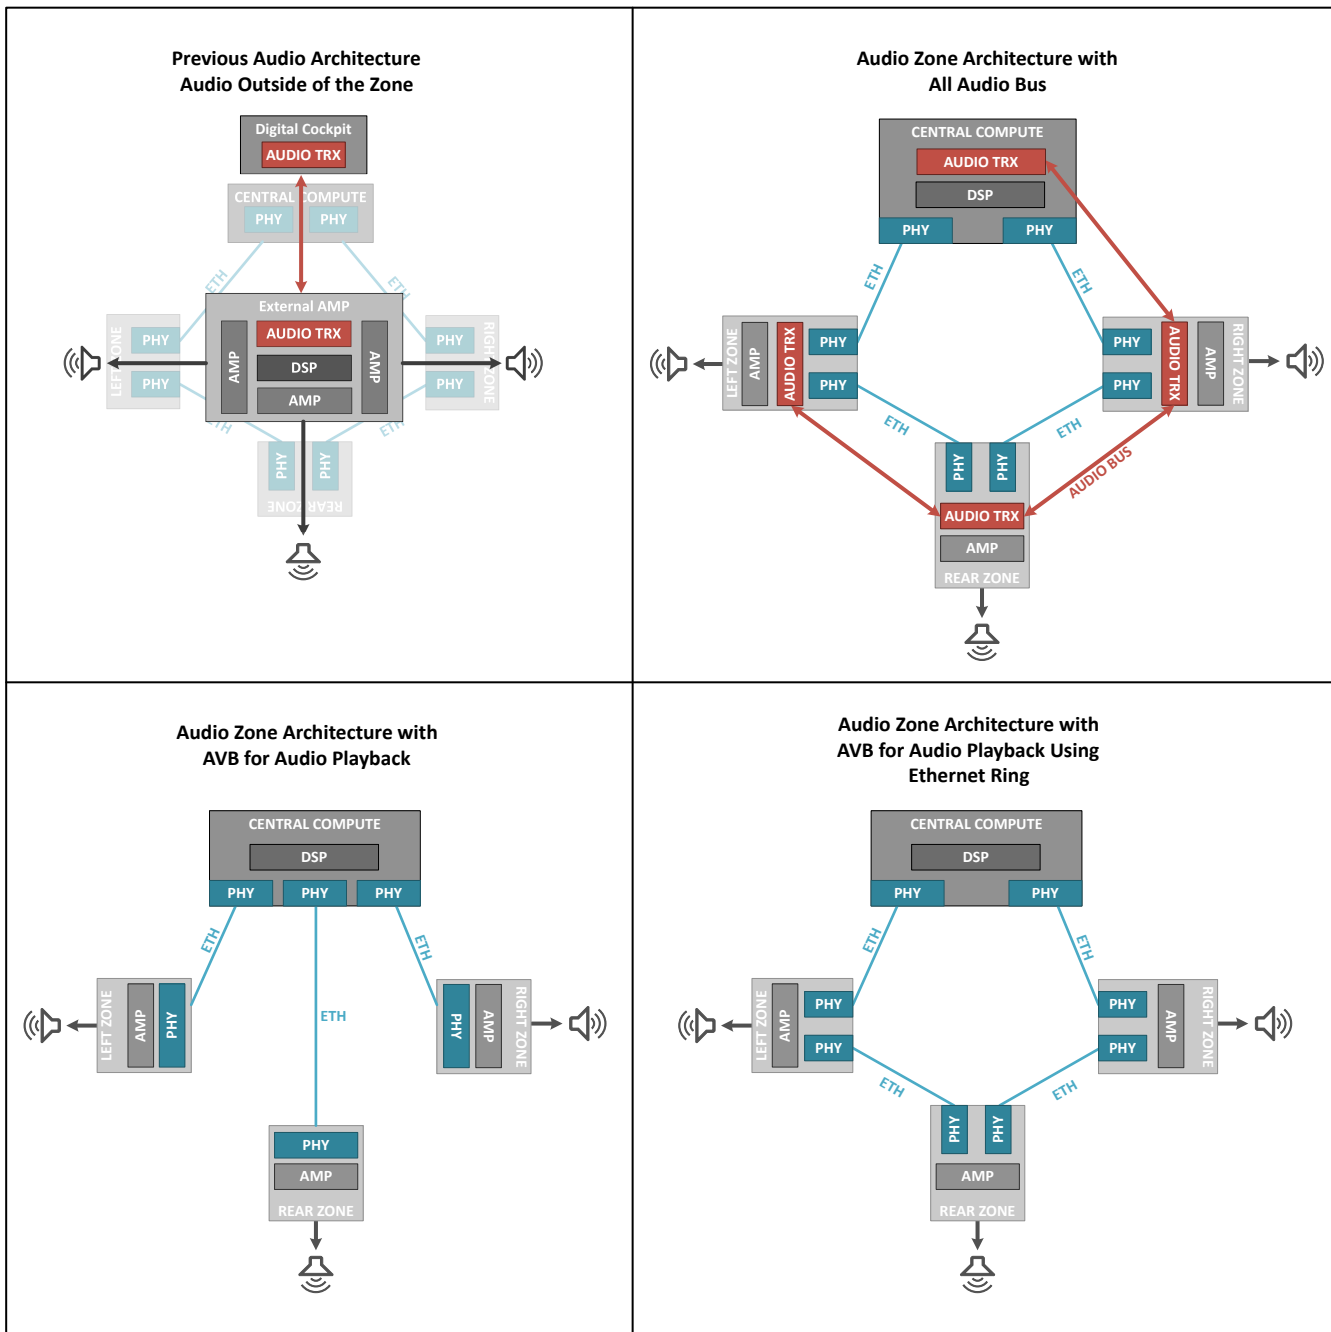 Previous Audio Architecture
Audio Outside of the Zone
Digital Cockpit
AUDIO TRX
CENTRAL COMPUTE
PHY
PHY
ETH
ETH
External AMP
LEFT ZONE
PHY
PHY
AMP
AUDIO TRX
DSP
AMP
AMP
PHY
PHY
RIGHT ZONE
ETH
ETH
PHY
PHY
REAR ZONE
Audio Zone Architecture with
All Audio Bus
CENTRAL COMPUTE
AUDIO TRX
DSP
PHY
PHY
ETH
ETH
LEFT ZONE
AMP
AUDIO TRX
PHY
PHY
PHY
PHY
AUDIO TRX
AMP
RIGHT ZONE
ETH
ETH
AUDIO BUS
PHY
PHY
AUDIO TRX
AMP
REAR ZONE
Audio Zone Architecture with
AVB for Audio Playback
CENTRAL COMPUTE
DSP
PHY
PHY
PHY
ETH
ETH
ETH
LEFT ZONE
AMP
PHY
PHY
AMP
RIGHT ZONE
PHY
AMP
REAR ZONE
Audio Zone Architecture with
AVB for Audio Playback Using
Ethernet Ring
CENTRAL COMPUTE
DSP
PHY
PHY
ETH
ETH
LEFT ZONE
AMP
PHY
PHY
PHY
PHY
AMP
RIGHT ZONE
ETH
ETH
PHY
PHY
AMP
REAR ZONE